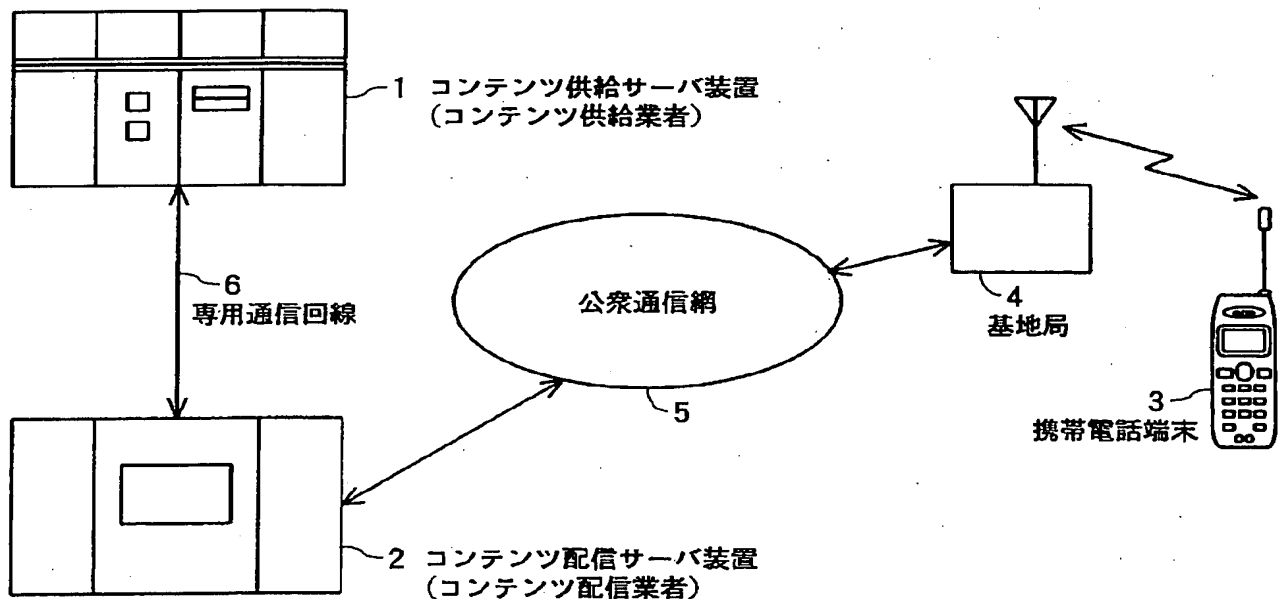 1 コンテンツ供給サーバ装置
(コンテンツ供給業者)
6
専用通信回線
公衆通信網
5
4
基地局
3
携帯電話端末
2 コンテンツ配信サーバ装置
(コンテンツ配信業者)